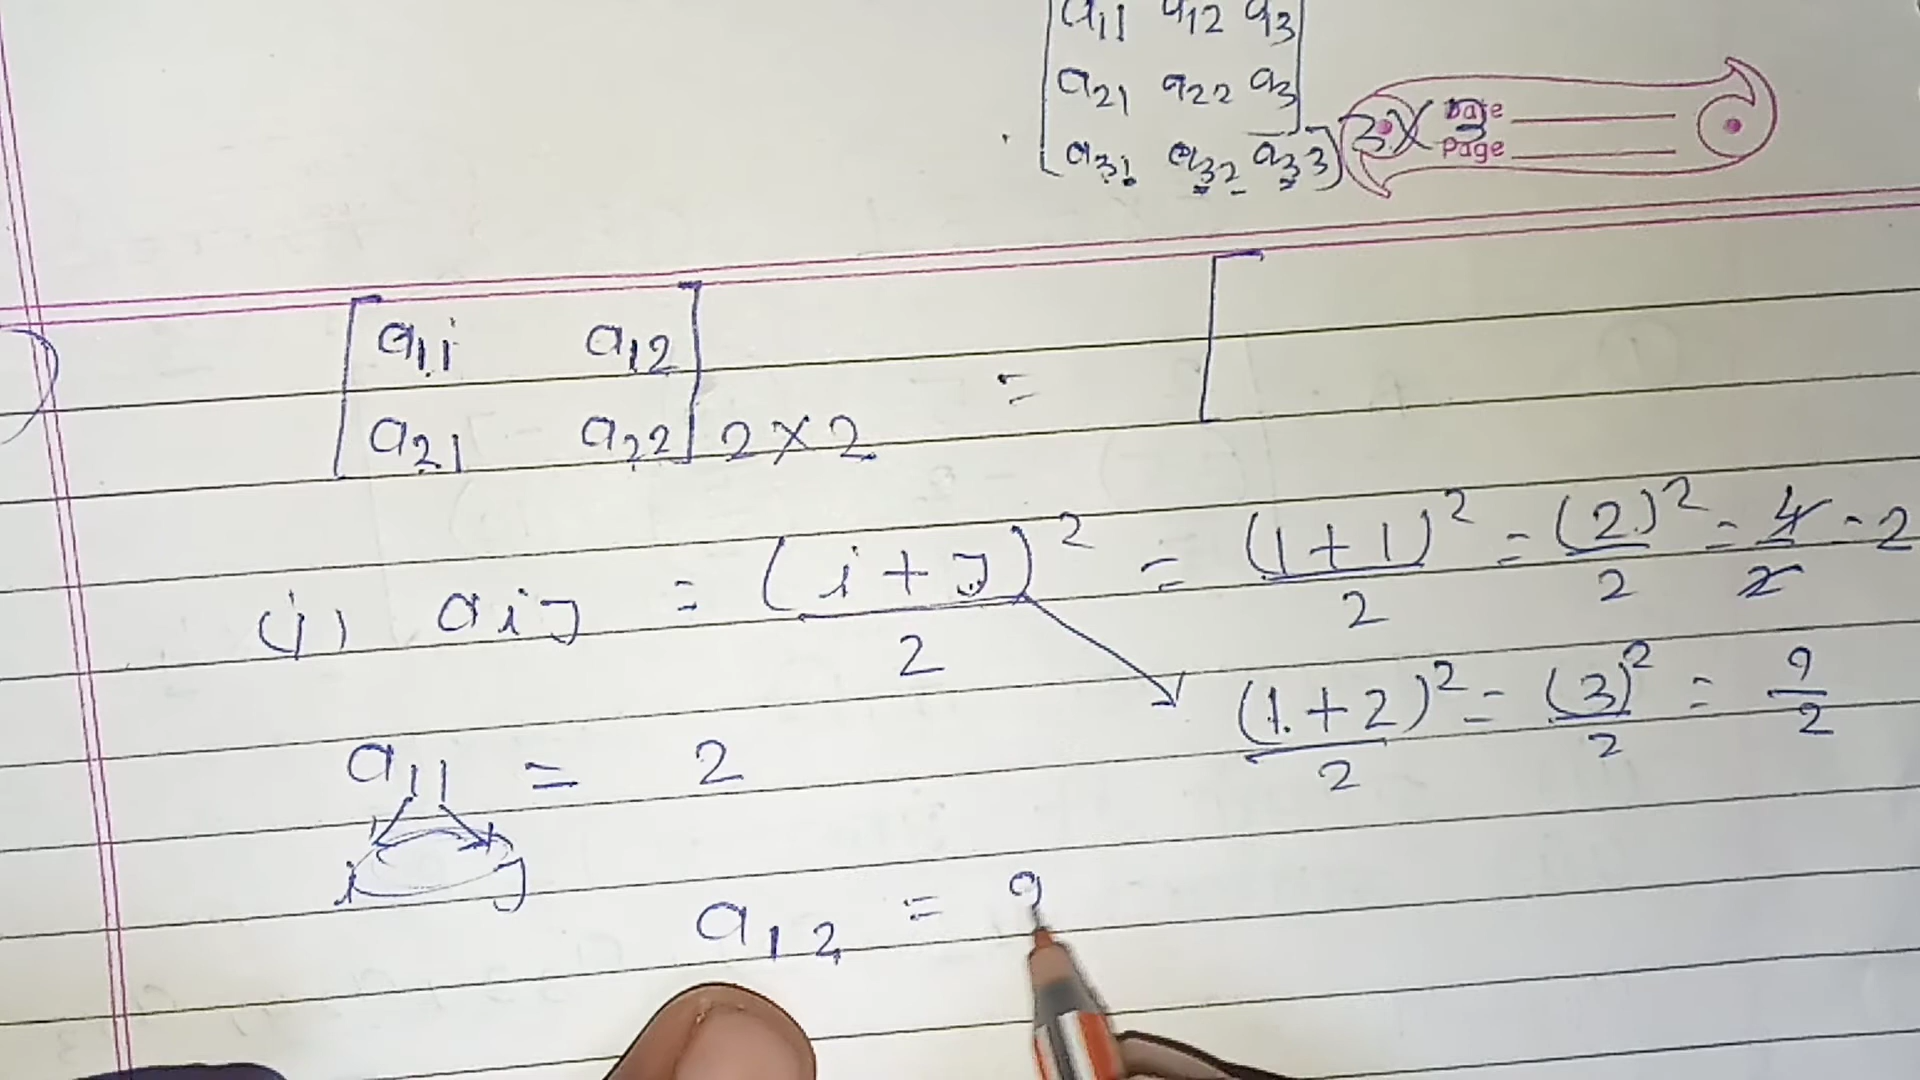 a11 a12 a13
a21 a22 a3
a31 a32 a33 3×3
Date
Page
a11 a12
a21 a22 2×2 =
(i) aij = (i+j)²/2 = (1+1)²/2 = (2)²/2 = 4/2 = 2
(1+2)²/2 = (3)²/2 = 9/2
a11 = 2
i j
a12 = 9